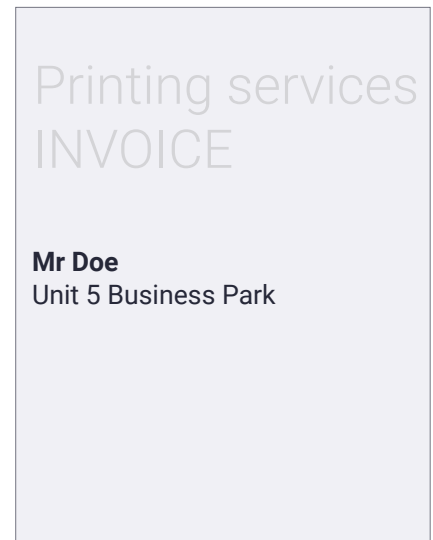 Printing services
INVOICE
Mr Doe
Unit 5 Business Park